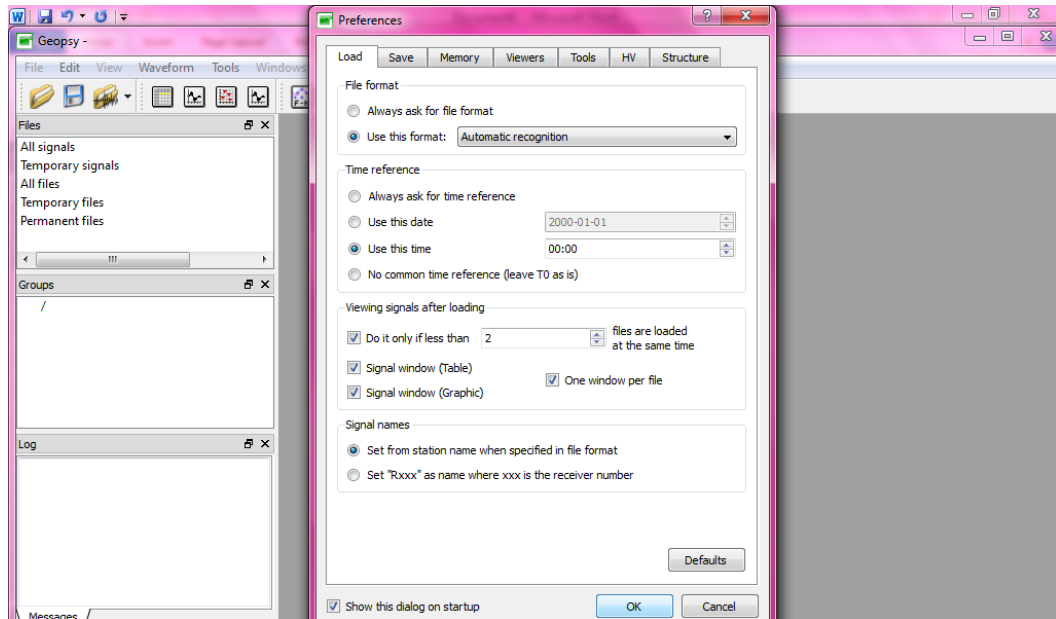 Preferences
Geopsy -
File Edit View Waveform Tools Windows
Files
All signals
Temporary signals
All files
Temporary files
Permanent files
Groups
/
Log
Messages
Load Save Memory Viewers Tools HV Structure
File format
Always ask for file format
Use this format: Automatic recognition
Time reference
Always ask for time reference
Use this date 2000-01-01
Use this time 00:00
No common time reference (leave T0 as is)
Viewing signals after loading
Do it only if less than 2 files are loaded
at the same time
Signal window (Table)
One window per file
Signal window (Graphic)
Signal names
Set from station name when specified in file format
Set "Rxxx" as name where xxx is the receiver number
Defaults
Show this dialog on startup OK Cancel